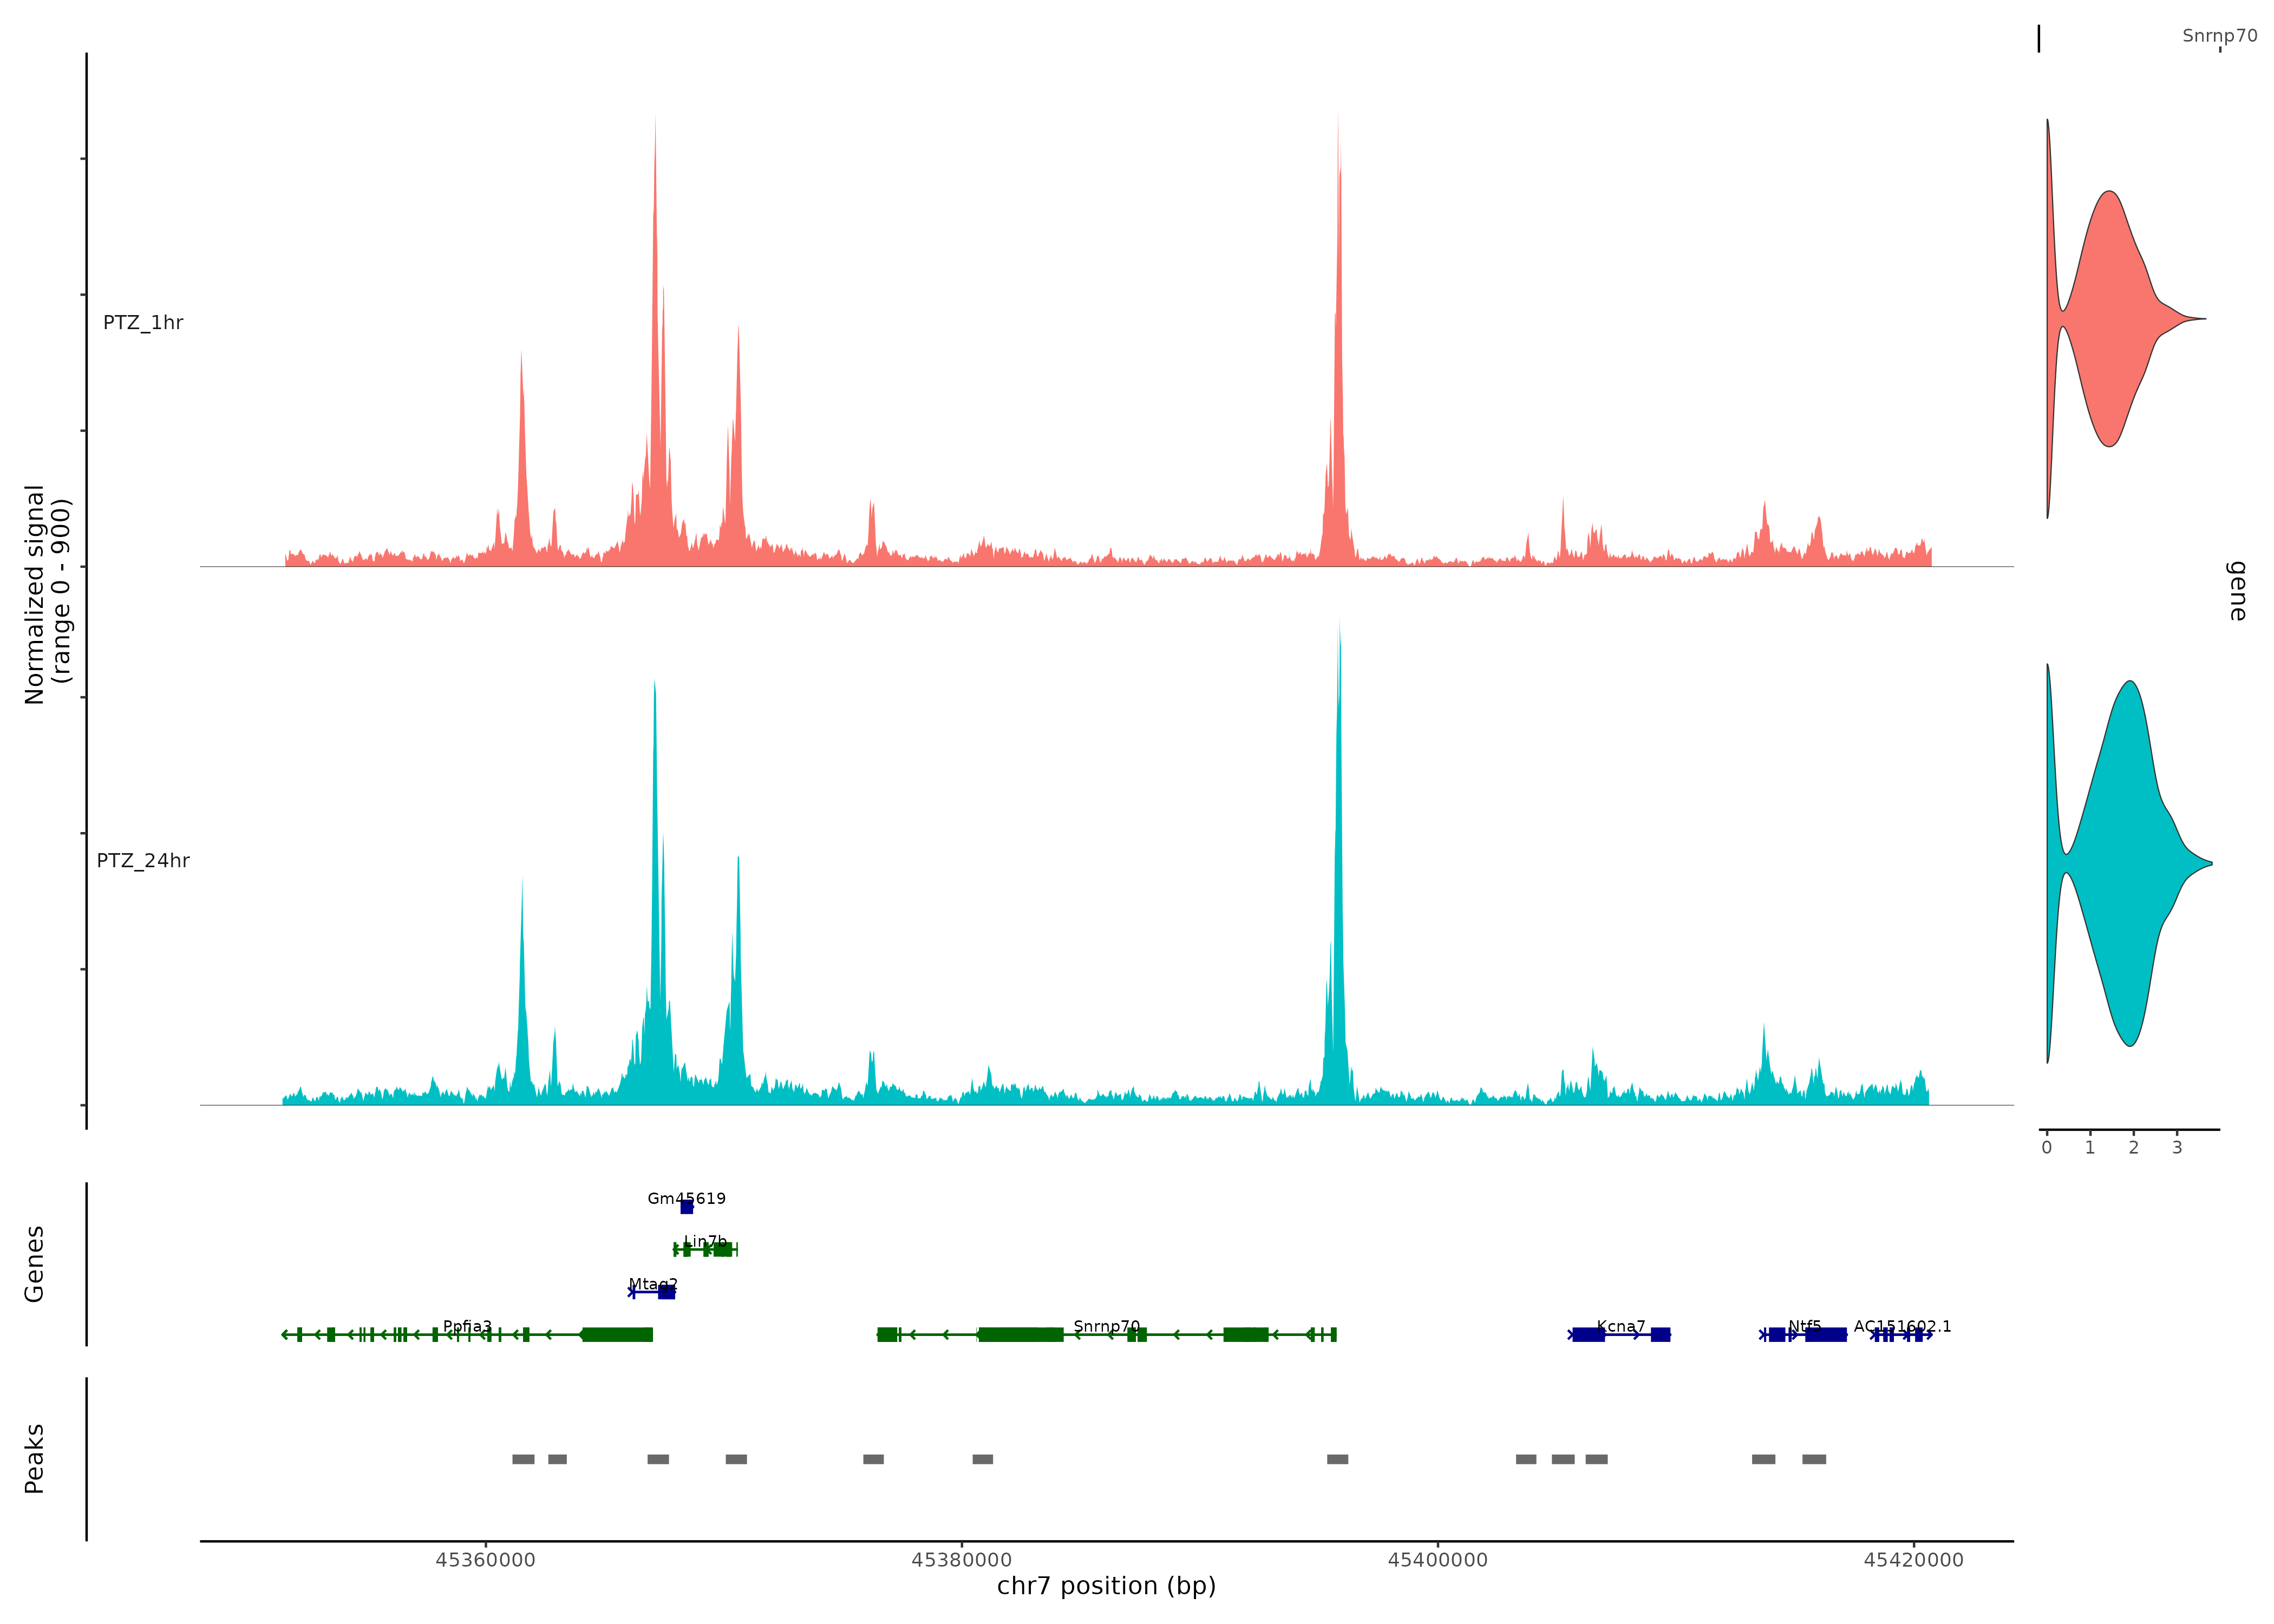 Snrnp70
Normalized signal
(range 0 - 900)
PTZ_1hr
PTZ_24hr
gene
0 1 2 3
Genes
Gm45619
Lin7b
Mtag2
Ppfia3
Snrnp70
Kcna7
Ntf5
AC151602.1
Peaks
45360000 45380000 45400000 45420000
chr7 position (bp)